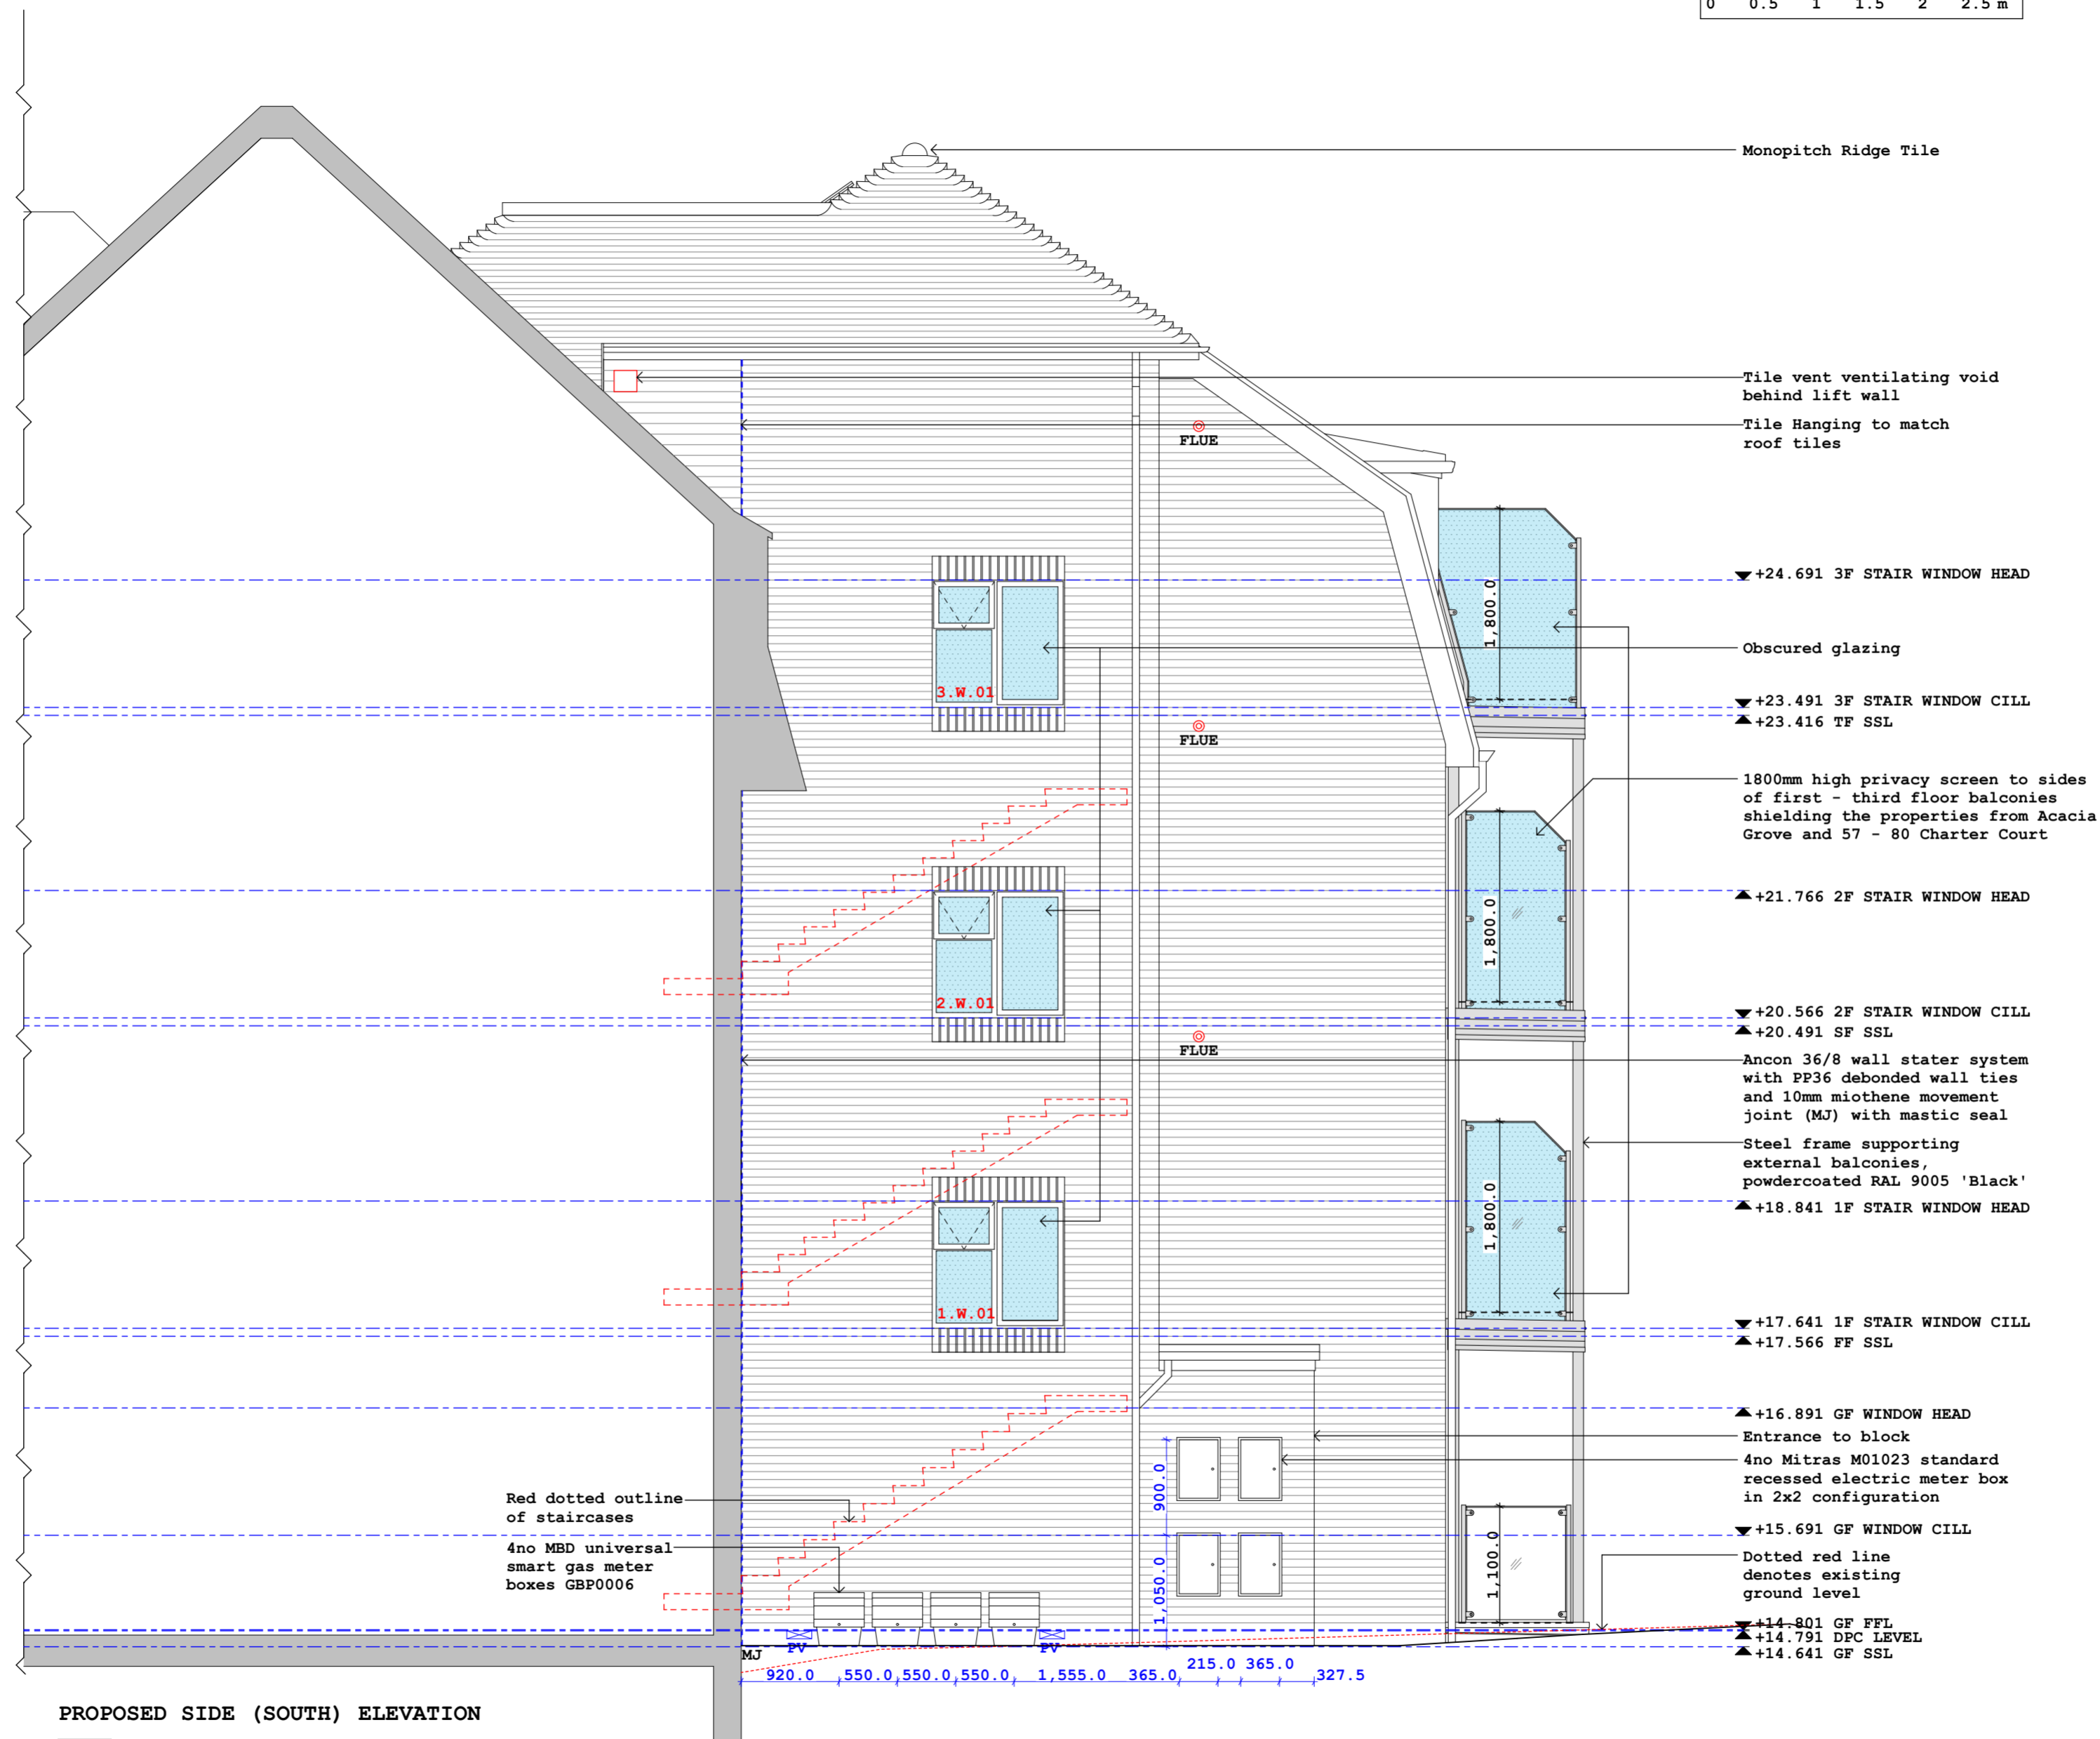 0 0.5 1 1.5 2 2.5 m
Monopitch Ridge Tile
Tile vent ventilating void
behind lift wall
Tile Hanging to match
roof tiles
FLUE
+24.691 3F STAIR WINDOW HEAD
1,800.0
Obscured glazing
3.W.01
+23.491 3F STAIR WINDOW CILL
+23.416 TF SSL
FLUE
1800mm high privacy screen to sides
of first - third floor balconies
shielding the properties from Acacia
Grove and 57 - 80 Charter Court
+21.766 2F STAIR WINDOW HEAD
1,800.0
2.W.01
+20.566 2F STAIR WINDOW CILL
+20.491 SF SSL
FLUE
Ancon 36/8 wall stater system
with PP36 debonded wall ties
and 10mm miothene movement
joint (MJ) with mastic seal
Steel frame supporting
external balconies,
powdercoated RAL 9005 'Black'
+18.841 1F STAIR WINDOW HEAD
1,800.0
1.W.01
+17.641 1F STAIR WINDOW CILL
+17.566 FF SSL
+16.891 GF WINDOW HEAD
Entrance to block
4no Mitras M01023 standard
recessed electric meter box
in 2x2 configuration
900.0
Red dotted outline
of staircases
+15.691 GF WINDOW CILL
4no MBD universal
smart gas meter
boxes GBP0006
1,050.0
1,100.0
Dotted red line
denotes existing
ground level
+14.801 GF FFL
+14.791 DPC LEVEL
+14.641 GF SSL
PV
PV
MJ
920.0 550.0 550.0 550.0 1,555.0 365.0 215.0 365.0 327.5
PROPOSED SIDE (SOUTH) ELEVATION